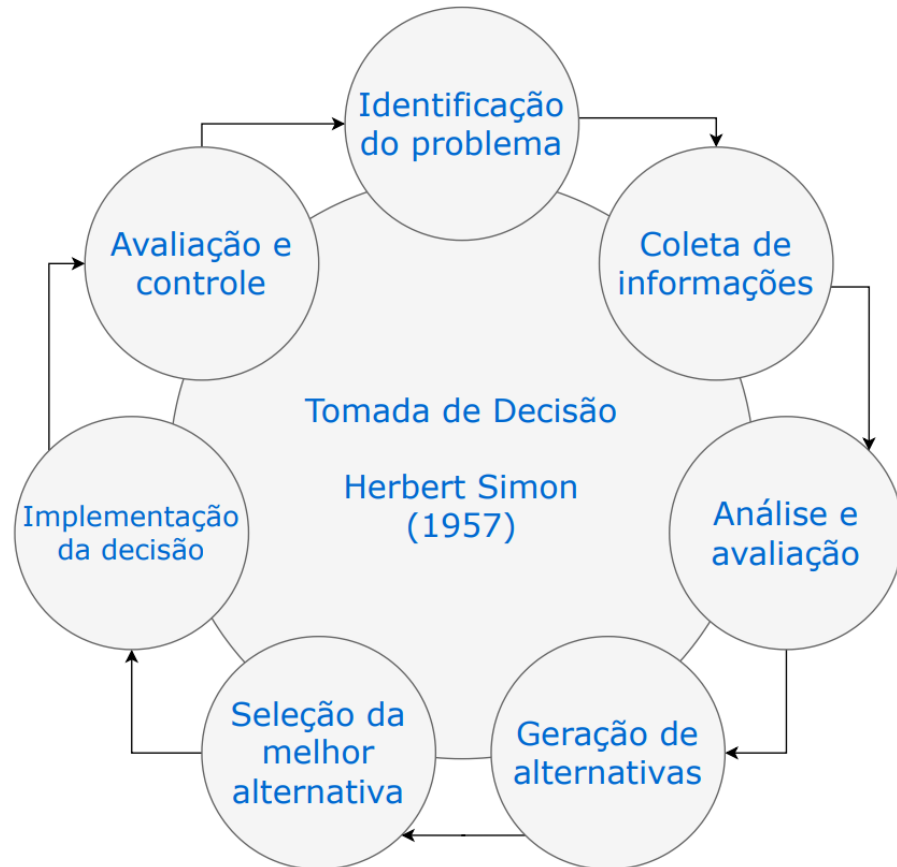 Identificação
do problema
Avaliação e
controle
Coleta de
informações
Tomada de Decisão
Herbert Simon
(1957)
Implementação
da decisão
Análise e
avaliação
Seleção da
melhor
alternativa
Geração de
alternativas